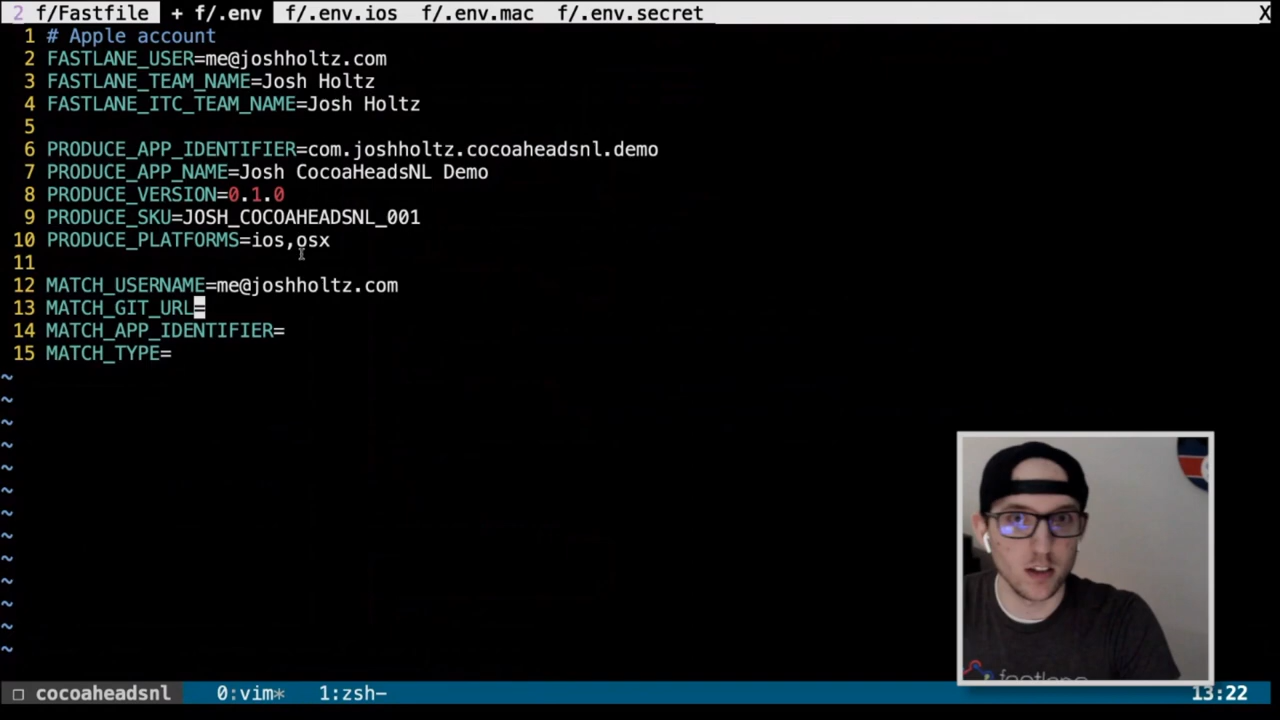 2 f/Fastfile + f/.env f/.env.ios f/.env.mac f/.env.secret X
1 # Apple account
2 FASTLANE_USER=me@joshholtz.com
3 FASTLANE_TEAM_NAME=Josh Holtz
4 FASTLANE_ITC_TEAM_NAME=Josh Holtz
5
6 PRODUCE_APP_IDENTIFIER=com.joshholtz.cocoaheadsnl.demo
7 PRODUCE_APP_NAME=Josh CocoaHeadsNL Demo
8 PRODUCE_VERSION=0.1.0
9 PRODUCE_SKU=JOSH_COCOAHEADSNL_001
10 PRODUCE_PLATFORMS=ios,osx
11
12 MATCH_USERNAME=me@joshholtz.com
13 MATCH_GIT_URL=
14 MATCH_APP_IDENTIFIER=
15 MATCH_TYPE=
~
~
~
~
~
~
~
~
~
~
~
~
~
fastlane
cocoaheadsnl 0:vim* 1:zsh- 13:22